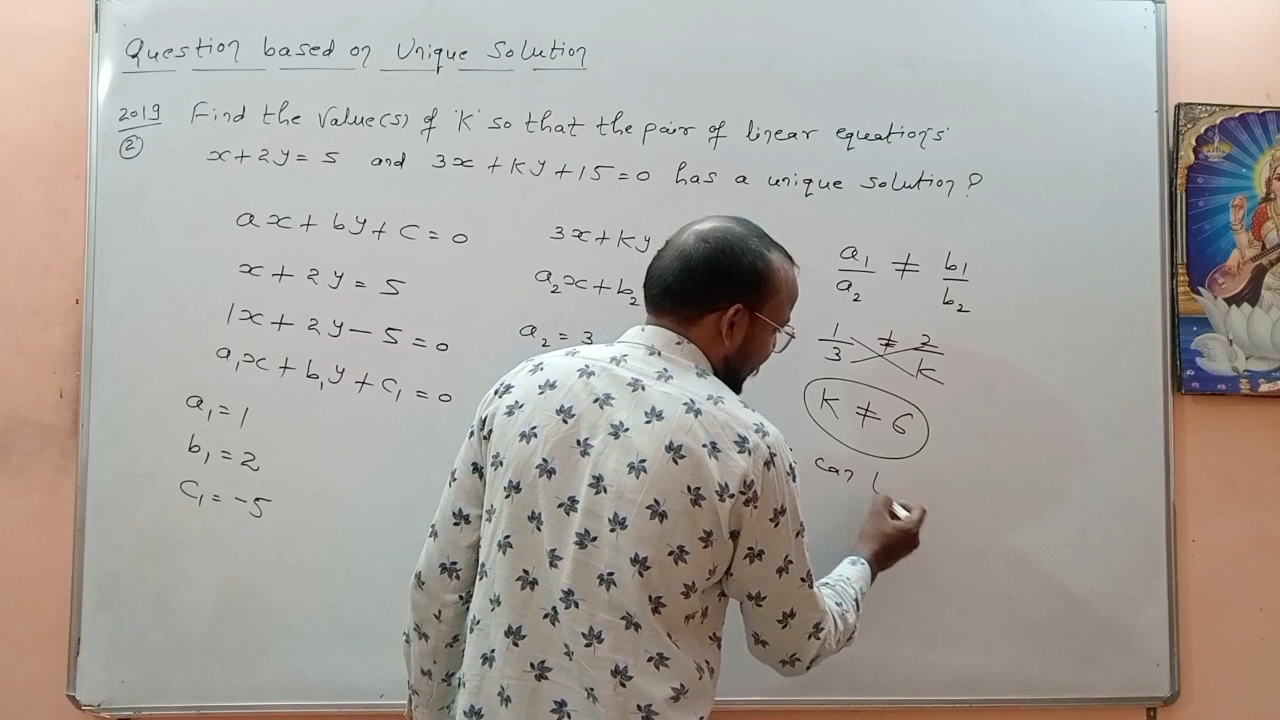 Question based on Unique Solution
2019 Find the Value(s) of 'K' so that the pair of linear equations
② x + 2y = 5 and 3x + Ky + 15 = 0 has a unique solution?
ax + by + c = 0
x + 2y = 5
1x + 2y - 5 = 0
a₁x + b₁y + c₁ = 0
a₁ = 1
b₁ = 2
c₁ = -5
3x + Ky
a₂x + b₂
a₂ = 3
a₁/a₂ ≠ b₁/b₂
1/3 ≠ 2/K
K ≠ 6
can